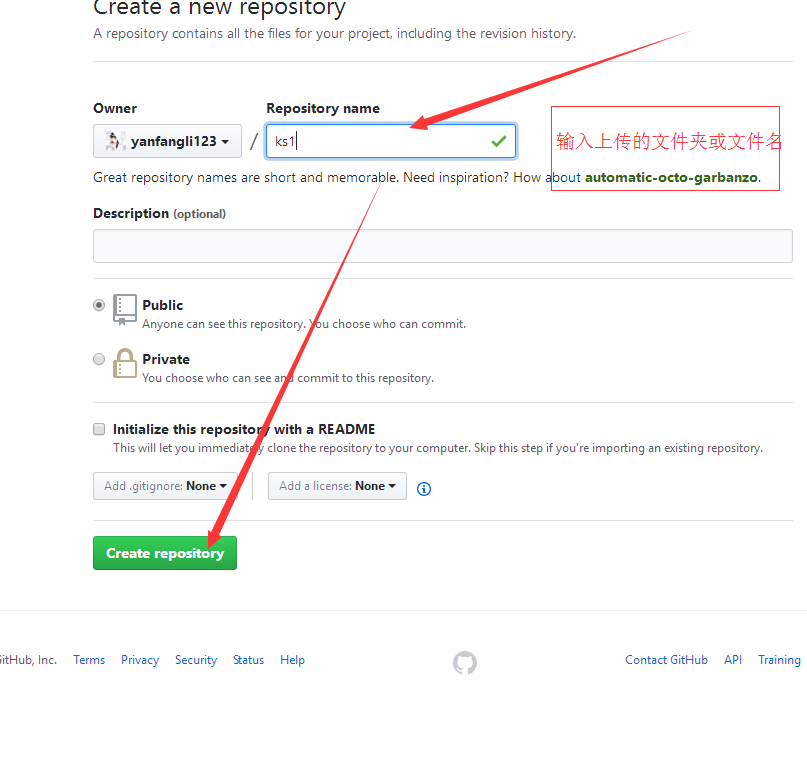 Create a new repository
A repository contains all the files for your project, including the revision history.
Owner
Repository name
yanfangli123
/
ks1
输入上传的文件夹或文件名
Great repository names are short and memorable. Need inspiration? How about automatic-octo-garbanzo.
Description (optional)
Public
Anyone can see this repository. You choose who can commit.
Private
You choose who can see and commit to this repository.
Initialize this repository with a README
This will let you immediately clone the repository to your computer. Skip this step if you’re importing an existing repository.
Add .gitignore: None
Add a license: None
Create repository
GitHub, Inc. Terms Privacy Security Status Help Contact GitHub API Training